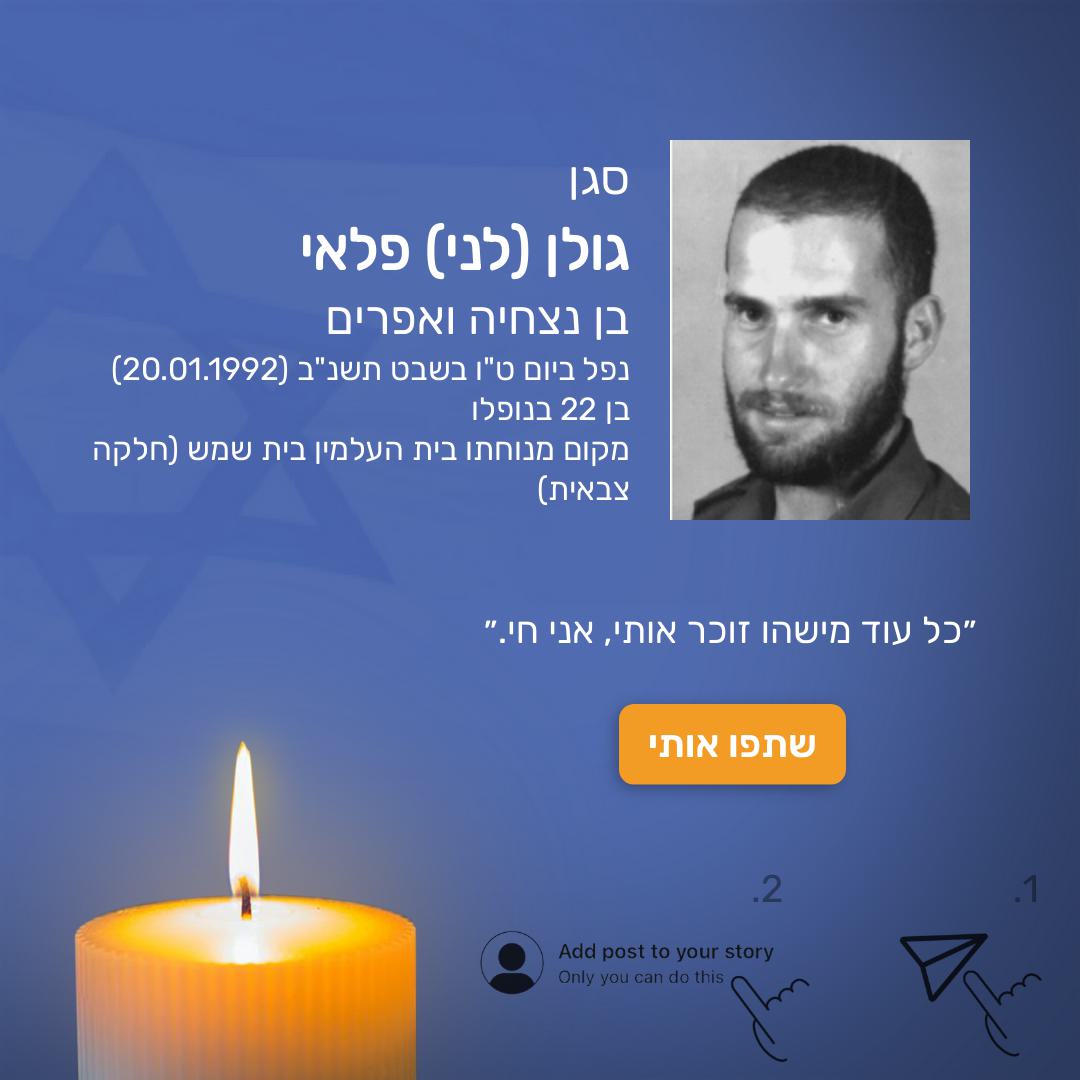 סגן
גולן (לני) פלאי
בן נצחיה ואפרים
נפל ביום ט"ו בשבט תשנ"ב (20.01.1992)
בן 22 בנופלו
מקום מנוחתו בית העלמין בית שמש (חלקה
צבאית)
״כל עוד מישהו זוכר אותי, אני חי.״
שתפו אותי
1.
2.
Add post to your story
Only you can do this